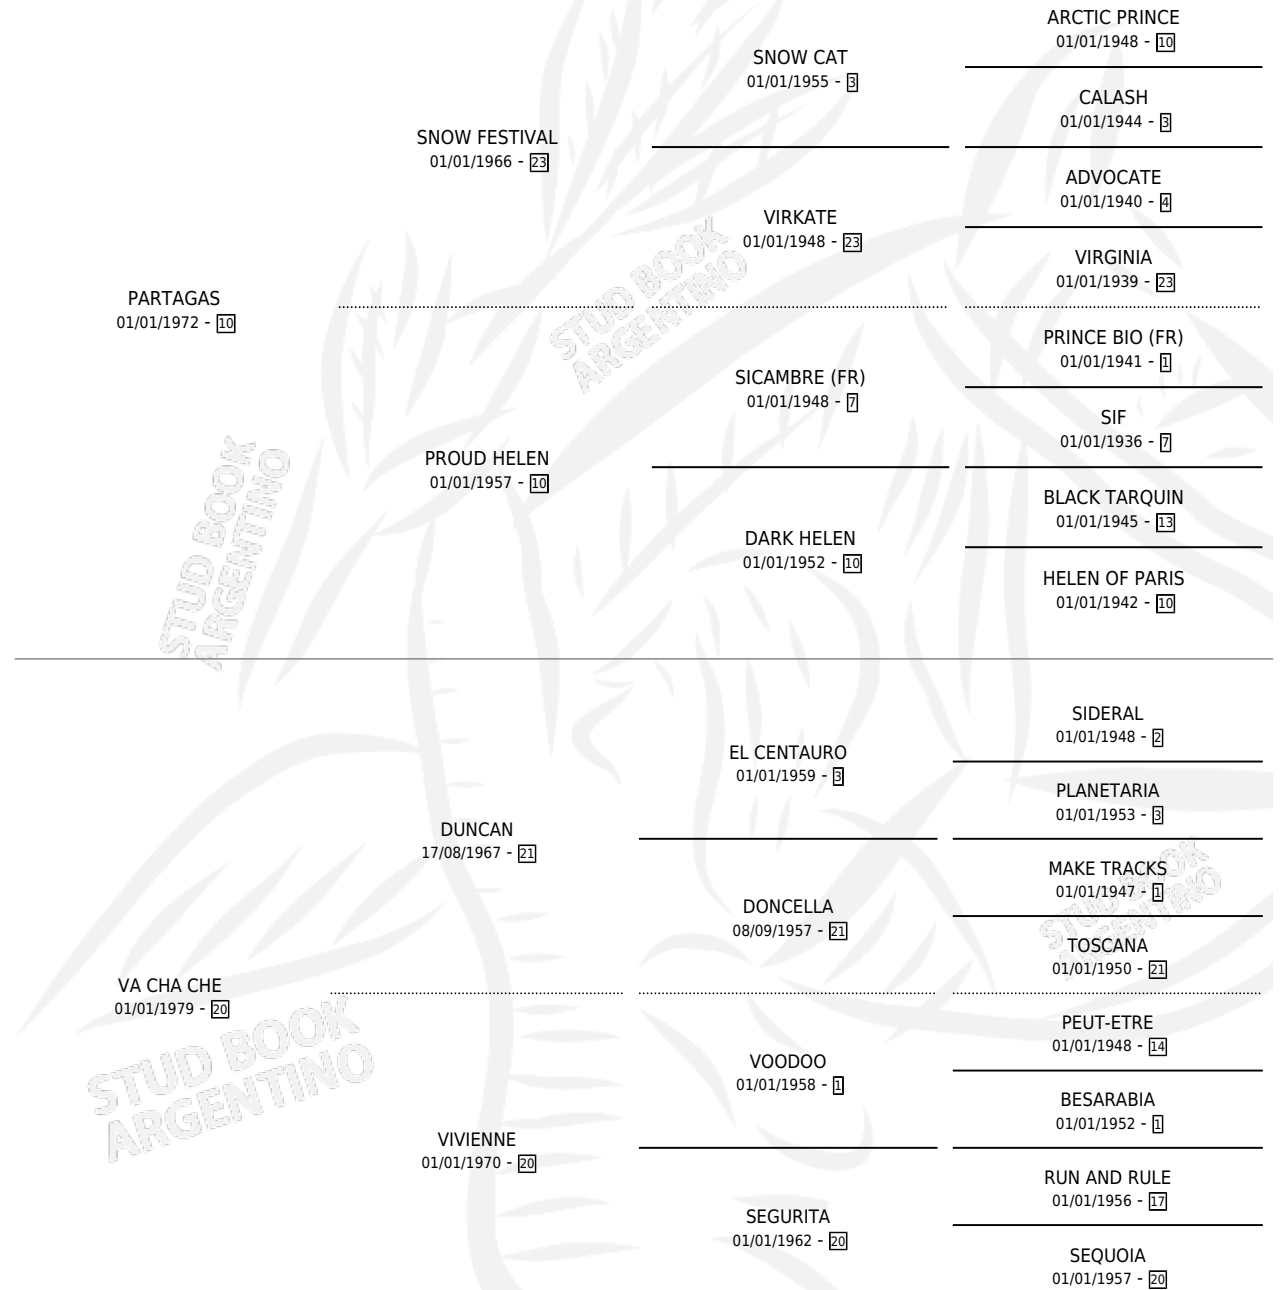 ARCTIC PRINCE
01/01/1948 - 10
SNOW CAT
01/01/1955 - 3
CALASH
01/01/1944 - 3
SNOW FESTIVAL
01/01/1966 - 23
ADVOCATE
01/01/1940 - 4
VIRKATE
01/01/1948 - 23
VIRGINIA
01/01/1939 - 23
PARTAGAS
01/01/1972 - 10
PRINCE BIO (FR)
01/01/1941 - 1
SICAMBRE (FR)
01/01/1948 - 7
SIF
01/01/1936 - 7
PROUD HELEN
01/01/1957 - 10
BLACK TARQUIN
01/01/1945 - 13
DARK HELEN
01/01/1952 - 10
HELEN OF PARIS
01/01/1942 - 10
STUD BOOK
ARGENTINO
STUD BOOK
ARGENTINO
SIDERAL
01/01/1948 - 2
EL CENTAURO
01/01/1959 - 3
PLANETARIA
01/01/1953 - 3
DUNCAN
17/08/1967 - 21
MAKE TRACKS
01/01/1947 - 1
DONCELLA
08/09/1957 - 21
TOSCANA
01/01/1950 - 21
VA CHA CHE
01/01/1979 - 20
PEUT-ETRE
01/01/1948 - 14
VOODOO
01/01/1958 - 1
BESARABIA
01/01/1952 - 1
VIVIENNE
01/01/1970 - 20
RUN AND RULE
01/01/1956 - 17
SEGURITA
01/01/1962 - 20
SEQUOIA
01/01/1957 - 20
STUD BOOK
ARGENTINO
STUD BOOK
ARGENTINO